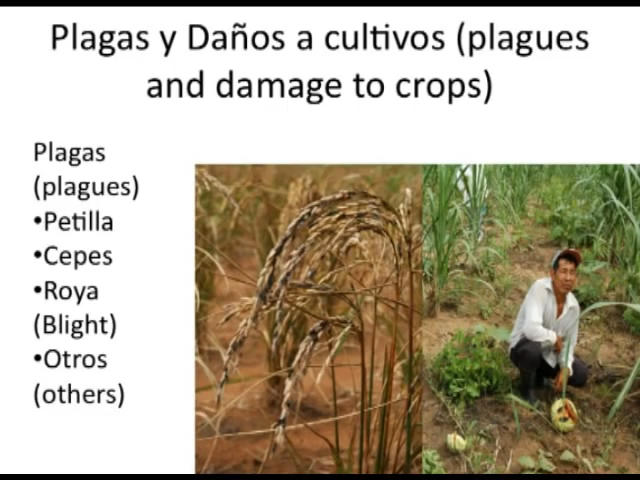 Plagas y Daños a cultivos (plagues
and damage to crops)
Plagas
(plagues)
•Petilla
•Cepes
•Roya
(Blight)
•Otros
(others)